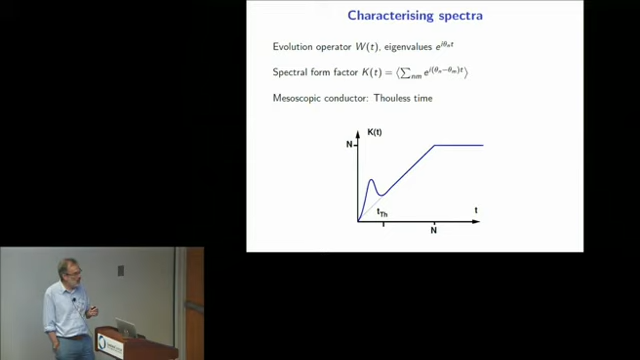 Characterising spectra
Evolution operator W(t), eigenvalues e^{iθ_n t}
Spectral form factor K(t) = ⟨∑_{nm} e^{i(θ_n−θ_m)t}⟩
Mesoscopic conductor: Thouless time
K(t)
N
t_Th
t
N